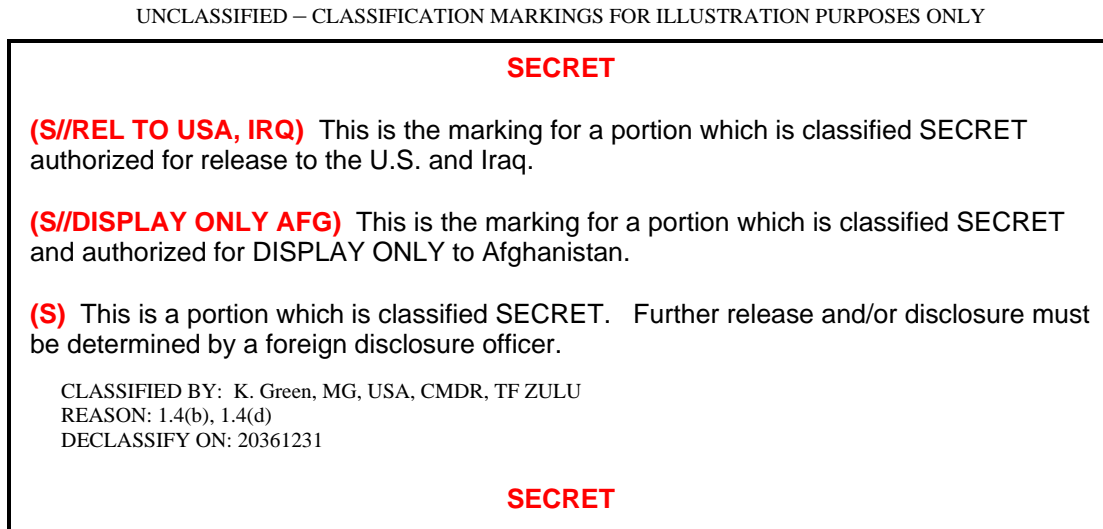 UNCLASSIFIED – CLASSIFICATION MARKINGS FOR ILLUSTRATION PURPOSES ONLY
SECRET
(S//REL TO USA, IRQ) This is the marking for a portion which is classified SECRET
authorized for release to the U.S. and Iraq.
(S//DISPLAY ONLY AFG) This is the marking for a portion which is classified SECRET
and authorized for DISPLAY ONLY to Afghanistan.
(S) This is a portion which is classified SECRET. Further release and/or disclosure must
be determined by a foreign disclosure officer.
CLASSIFIED BY: K. Green, MG, USA, CMDR, TF ZULU
REASON: 1.4(b), 1.4(d)
DECLASSIFY ON: 20361231
SECRET